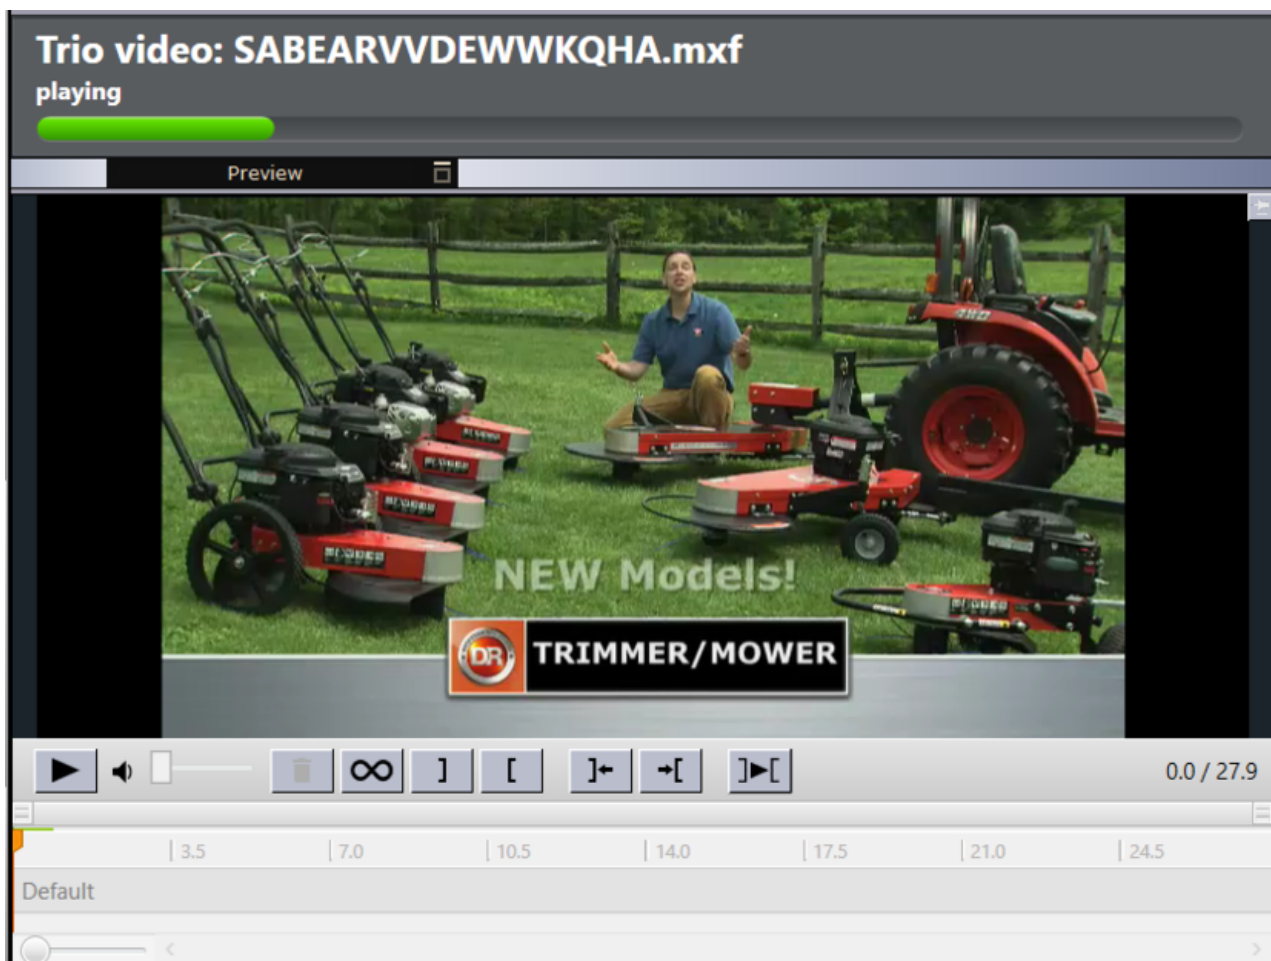 Trio video: SABEARVVDEWWKQHA.mxf
playing
Preview
4WD
NEW Models!
DR
TRIMMER/MOWER
0.0 / 27.9
3.5
7.0
10.5
14.0
17.5
21.0
24.5
Default